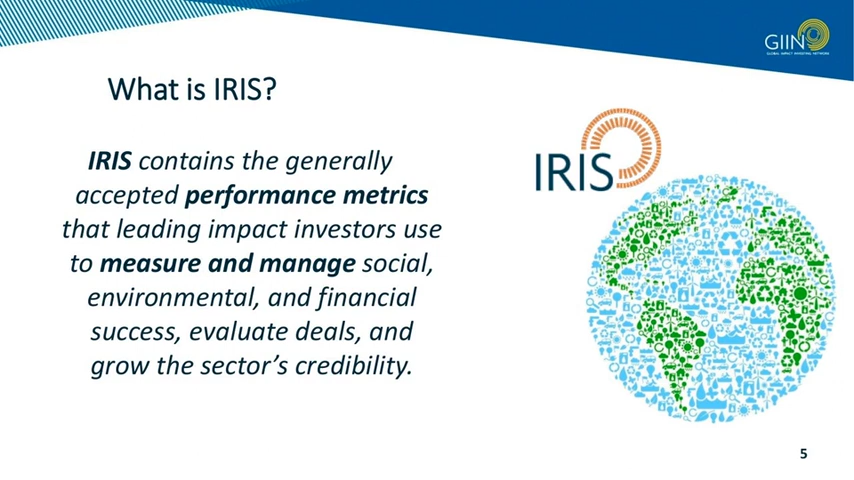 GIIN
GLOBAL IMPACT INVESTING NETWORK
What is IRIS?
IRIS contains the generally
accepted performance metrics
that leading impact investors use
to measure and manage social,
environmental, and financial
success, evaluate deals, and
grow the sector’s credibility.
IRIS
5